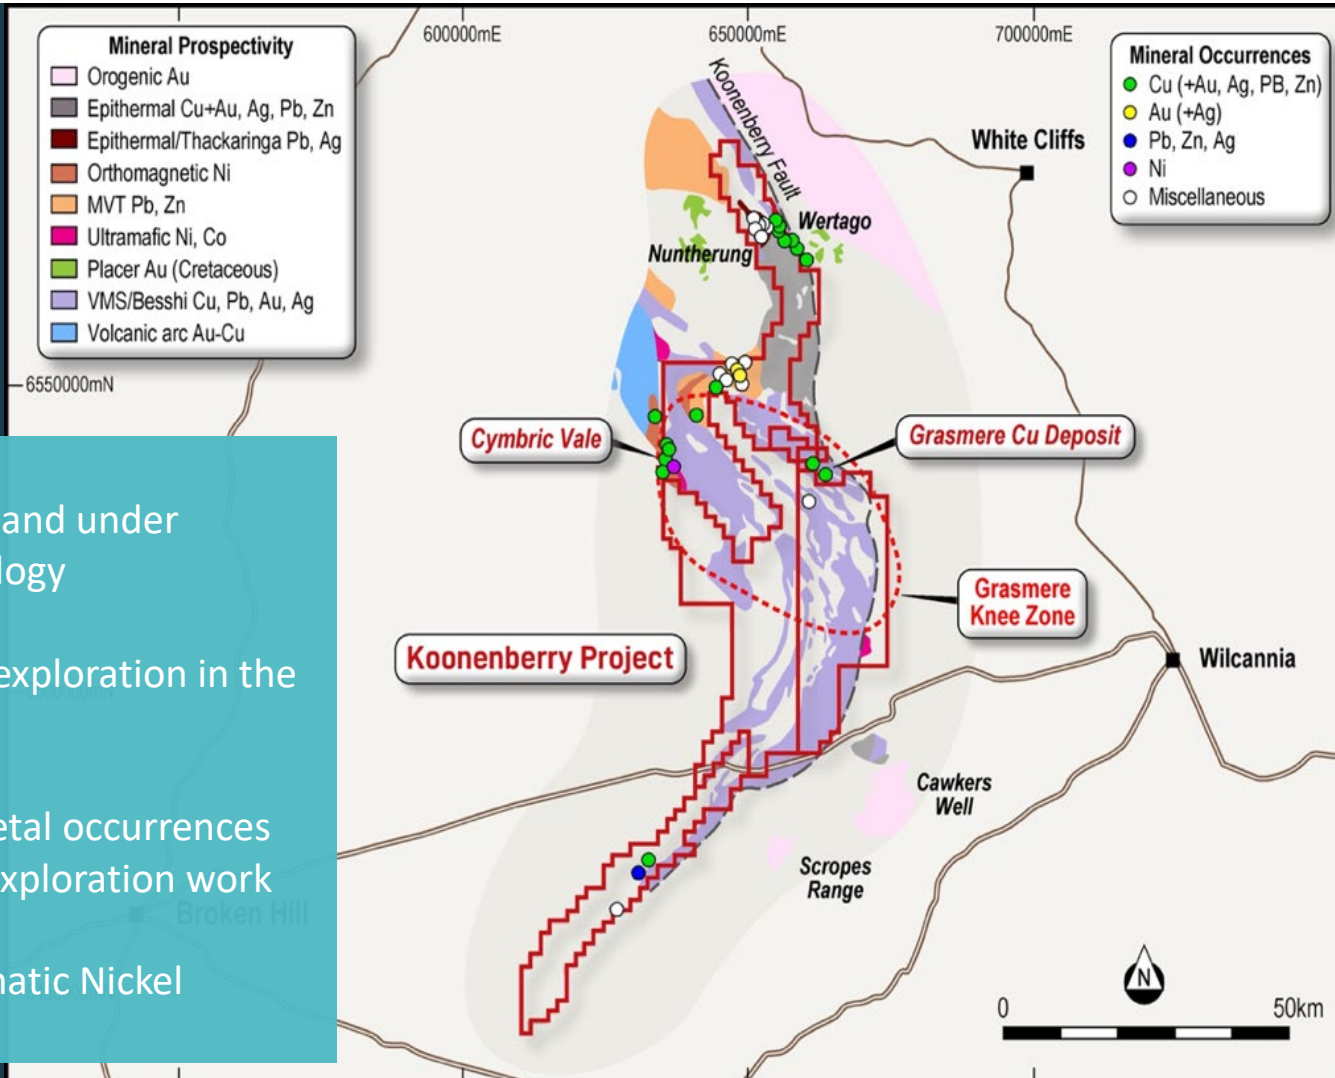 Mineral Prospectivity
Orogenic Au
Epithermal Cu+Au, Ag, Pb, Zn
Epithermal/Thackaringa Pb, Ag
Orthomagnetic Ni
MVT Pb, Zn
Ultramafic Ni, Co
Placer Au (Cretaceous)
VMS/Besshi Cu, Pb, Au, Ag
Volcanic arc Au-Cu
600000mE
650000mE
700000mE
Mineral Occurrences
Cu (+Au, Ag, PB, Zn)
Au (+Ag)
Pb, Zn, Ag
Ni
Miscellaneous
Koonenberry Fault
White Cliffs
Wertago
Nuntherung
6550000mN
Cymbric Vale
Grasmere Cu Deposit
and under
logy
Grasmere
Knee Zone
Koonenberry Project
Wilcannia
exploration in the
Cawkers
Well
etal occurrences
Scropes
Range
xploration work
Broken Hill
natic Nickel
N
0
50km